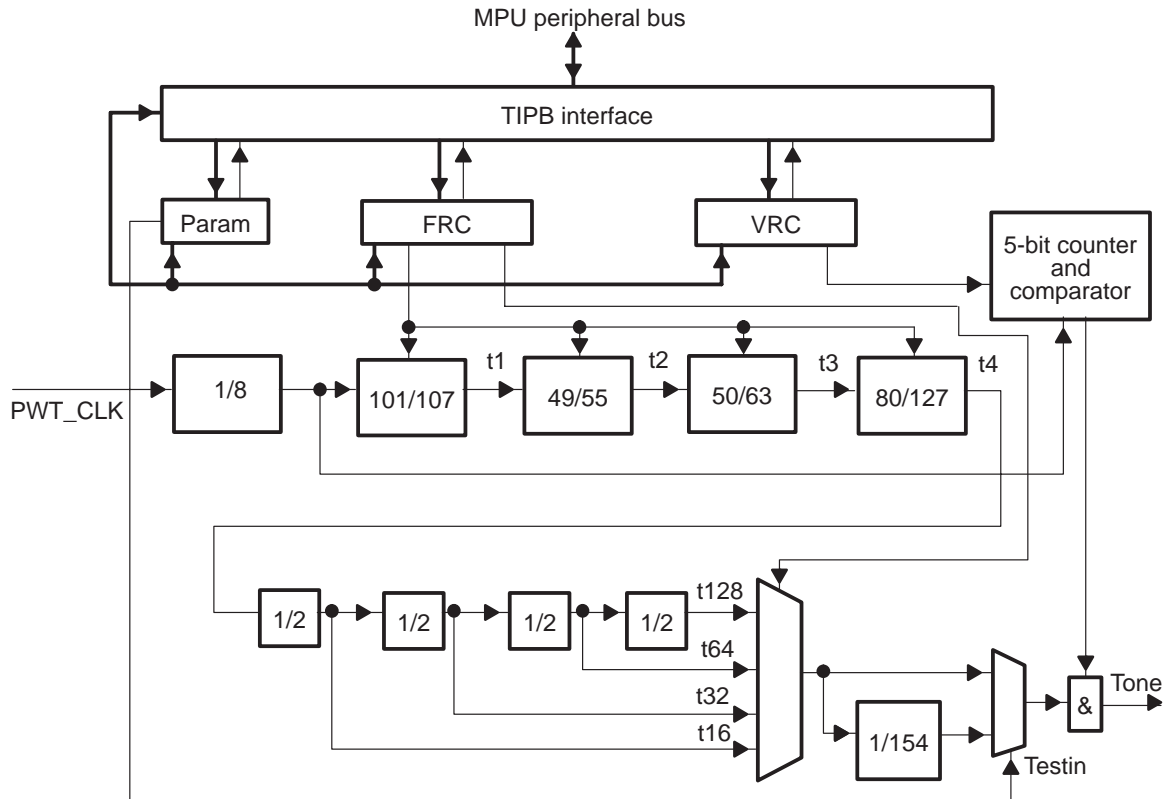 MPU peripheral bus
TIPB interface
Param
FRC
VRC
5-bit counter
and
comparator
PWT_CLK
1/8
101/107
t1
49/55
t2
50/63
t3
80/127
t4
1/2
1/2
1/2
1/2
t128
t64
t32
t16
1/154
&
Tone
Testin